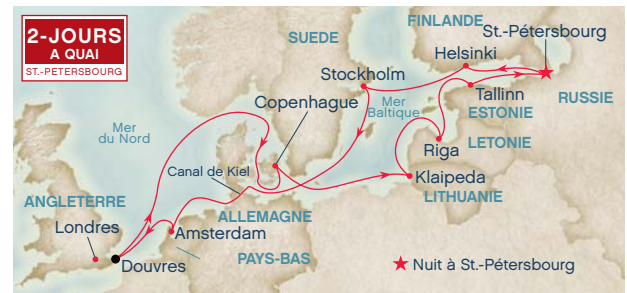 2-JOURS
A QUAI
ST.-PETERSBOURG
FINLANDE
SUEDE
St.-Pétersbourg
Helsinki
Stockholm
Copenhague
Mer
Baltique
Tallinn
RUSSIE
ESTONIE
Mer
du Nord
Riga
LETONIE
Canal de Kiel
Klaipeda
LITHUANIE
ANGLETERRE
ALLEMAGNE
Londres
Amsterdam
Douvres
PAYS-BAS
Nuit à St.-Pétersbourg